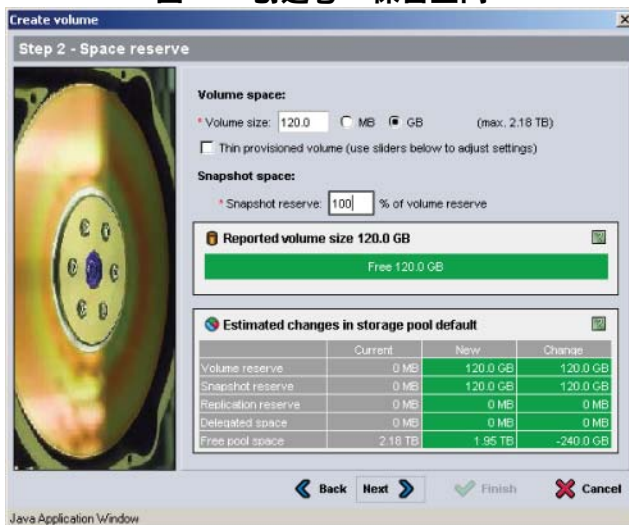 Create volume
Step 2 - Space reserve
Volume space:
* Volume size: 120.0 MB GB (max. 2.18 TB)
Thin provisioned volume (use sliders below to adjust settings)
Snapshot space:
* Snapshot reserve: 100 % of volume reserve
Reported volume size 120.0 GB
Free 120.0 GB
Estimated changes in storage pool default
Current New Change
Volume reserve 0 MB 120.0 GB 120.0 GB
Snapshot reserve 0 MB 120.0 GB 120.0 GB
Replication reserve 0 MB 0 MB 0 MB
Delegated space 0 MB 0 MB 0 MB
Free pool space 2.18 TB 1.95 TB -240.0 GB
Back Next Finish Cancel
Java Application Window